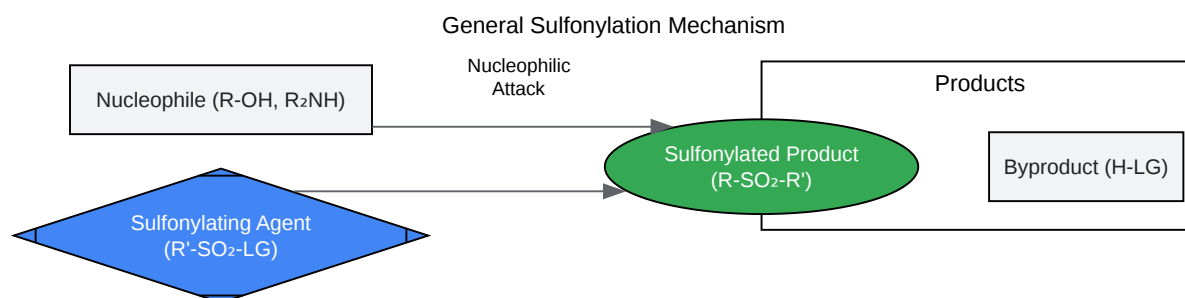 General Sulfonylation Mechanism
Nucleophilic
Attack
Nucleophile (R-OH, R₂NH)
Products
Sulfonylated Product
(R-SO₂-R')
Byproduct (H-LG)
Sulfonylating Agent
(R'-SO₂-LG)